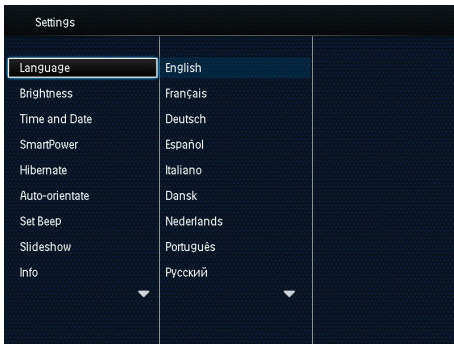 Settings
Language
Brightness
Time and Date
SmartPower
Hibernate
Auto-orientate
Set Beep
Slideshow
Info
English
Français
Deutsch
Español
Italiano
Dansk
Nederlands
Português
Русский